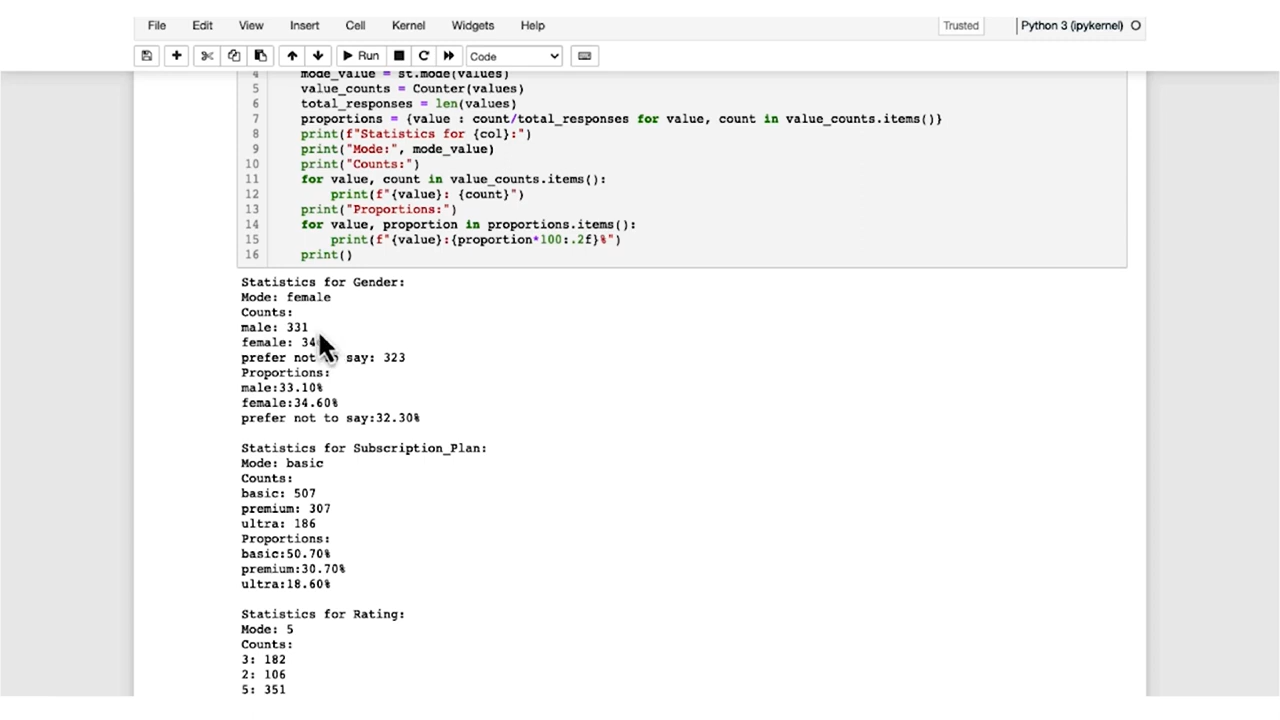 File Edit View Insert Cell Kernel Widgets Help Trusted Python 3 (ipykernel)
Run Code
4 mode_value = st.mode(values)
5 value_counts = Counter(values)
6 total_responses = len(values)
7 proportions = {value : count/total_responses for value, count in value_counts.items()}
8 print(f"Statistics for {col}:")
9 print("Mode:", mode_value)
10 print("Counts:")
11 for value, count in value_counts.items():
12 print(f"{value}: {count}")
13 print("Proportions:")
14 for value, proportion in proportions.items():
15 print(f"{value}:{proportion*100:.2f}%")
16 print()
Statistics for Gender:
Mode: female
Counts:
male: 331
female:
prefer not say: 323
Proportions:
male:33.10%
female:34.60%
prefer not to say:32.30%
Statistics for Subscription_Plan:
Mode: basic
Counts:
basic: 507
premium: 307
ultra: 186
Proportions:
basic:50.70%
premium:30.70%
ultra:18.60%
Statistics for Rating:
Mode: 5
Counts:
3: 182
2: 106
5: 351